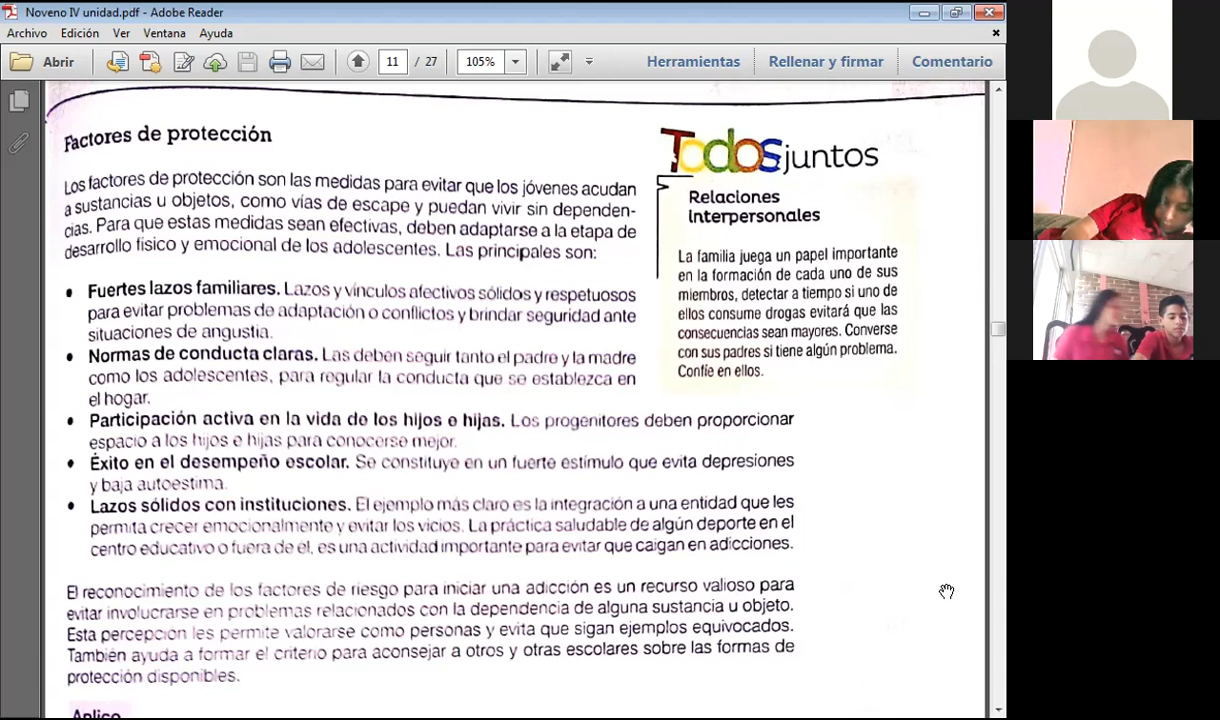 Noveno IV unidad.pdf - Adobe Reader
Archivo Edición Ver Ventana Ayuda
Abrir 11 / 27 105% Herramientas Rellenar y firmar Comentario
Factores de protección
Los factores de protección son las medidas para evitar que los jóvenes acudan
a sustancias u objetos, como vías de escape y puedan vivir sin dependen-
cias. Para que estas medidas sean efectivas, deben adaptarse a la etapa de
desarrollo físico y emocional de los adolescentes. Las principales son:
• Fuertes lazos familiares. Lazos y vínculos afectivos sólidos y respetuosos
para evitar problemas de adaptación o conflictos y brindar seguridad ante
situaciones de angustia.
• Normas de conducta claras. Las deben seguir tanto el padre y la madre
como los adolescentes, para regular la conducta que se establezca en
el hogar.
• Participación activa en la vida de los hijos e hijas. Los progenitores deben proporcionar
espacio a los hijos e hijas para conocerse mejor.
• Éxito en el desempeño escolar. Se constituye en un fuerte estímulo que evita depresiones
y baja autoestima.
• Lazos sólidos con instituciones. El ejemplo más claro es la integración a una entidad que les
permita crecer emocionalmente y evitar los vicios. La práctica saludable de algún deporte en el
centro educativo o fuera de él, es una actividad importante para evitar que caigan en adicciones.
El reconocimiento de los factores de riesgo para iniciar una adicción es un recurso valioso para
evitar involucrarse en problemas relacionados con la dependencia de alguna sustancia u objeto.
Esta percepción les permite valorarse como personas y evita que sigan ejemplos equivocados.
También ayuda a formar el criterio para aconsejar a otros y otras escolares sobre las formas de
protección disponibles.
Aplico
Todos juntos
Relaciones
interpersonales
La familia juega un papel importante
en la formación de cada uno de sus
miembros, detectar a tiempo si uno de
ellos consume drogas evitará que las
consecuencias sean mayores. Converse
con sus padres si tiene algún problema.
Confíe en ellos.